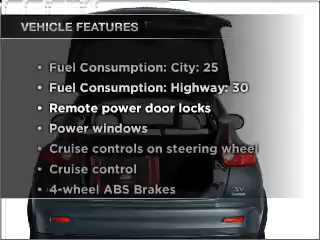 VEHICLE FEATURES
• Fuel Consumption: City: 25
• Fuel Consumption: Highway: 30
• Remote power door locks
• Power windows
• Cruise controls on steering wheel
• Cruise control
• 4-wheel ABS Brakes